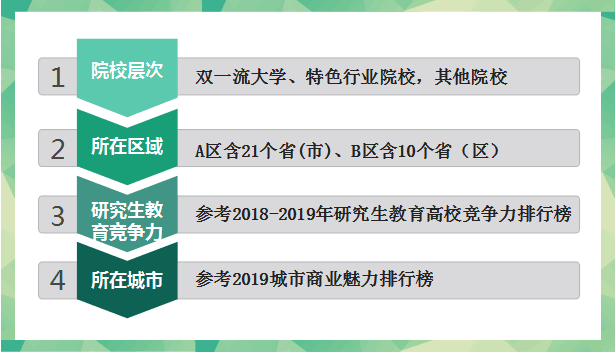 1
院校层次
双一流大学、特色行业院校，其他院校
2
所在区域
A区含21个省(市)、B区含10个省（区）
3
研究生教
育竞争力
参考2018-2019年研究生教育高校竞争力排行榜
4
所在城市
参考2019城市商业魅力排行榜